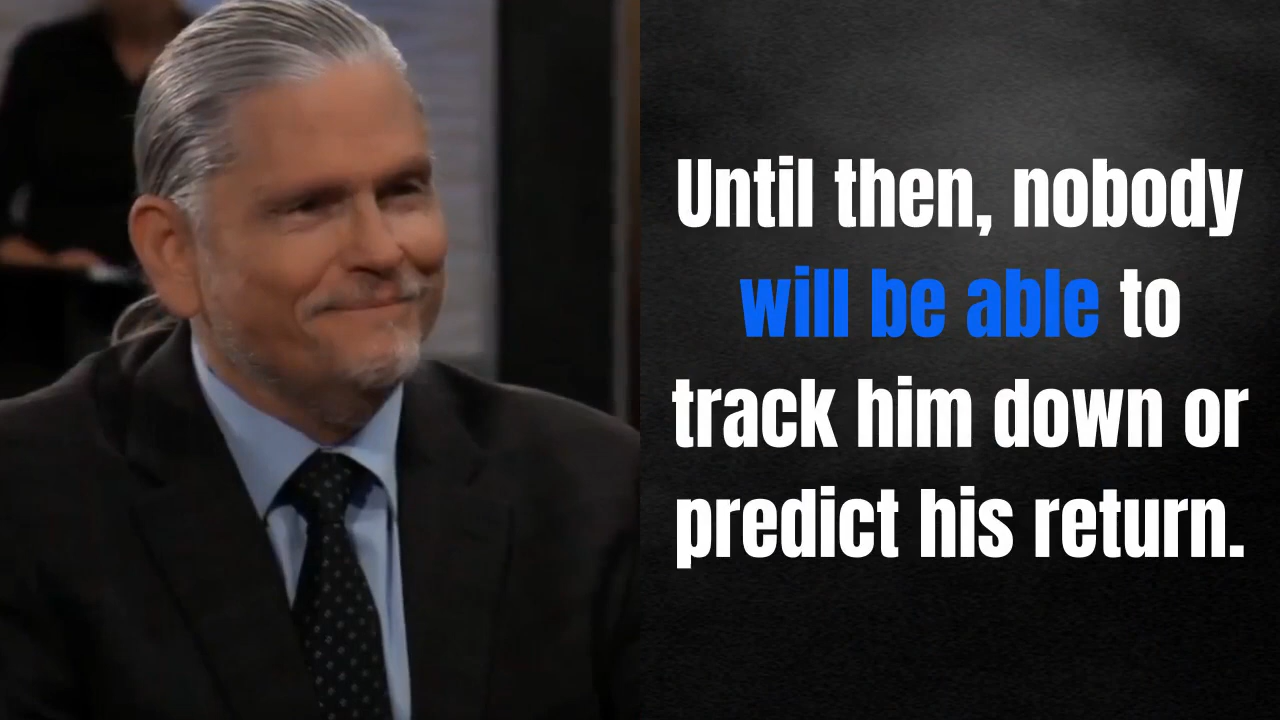 Until then, nobody
will be able to
track him down or
predict his return.